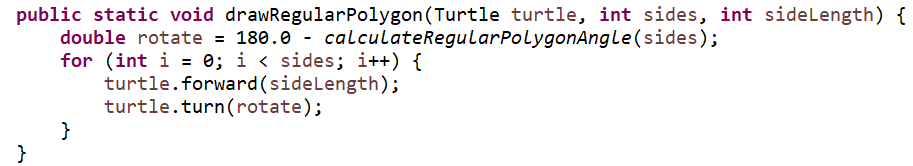 public static void drawRegularPolygon(Turtle turtle, int sides, int sideLength) {
    double rotate = 180.0 - calculateRegularPolygonAngle(sides);
    for (int i = 0; i < sides; i++) {
        turtle.forward(sideLength);
        turtle.turn(rotate);
    }
}